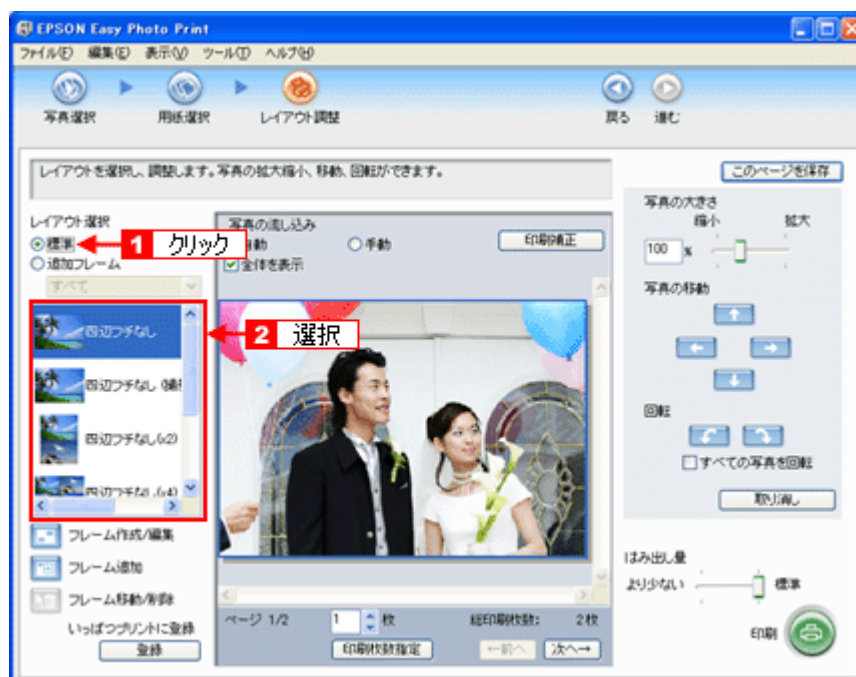 EPSON Easy Photo Print
ファイル(F) 編集(E) 表示(V) ツール(T) ヘルプ(H)
写真選択 用紙選択 レイアウト調整 戻る 進む
レイアウトを選択し、調整します。写真の拡大縮小、移動、回転ができます。
このページを保存
レイアウト選択
標準
1 クリック
追加フレーム
すべて
四辺フチなし
2 選択
四辺フチなし
四辺フチなし(x2)
四辺フチなし(x4)
フレーム作成/編集
フレーム追加
フレーム移動/削除
いっぱつプリントに登録
登録
写真の流し込み
自動 手動 印刷補正
全体を表示
ページ 1/2 1 枚 総印刷枚数: 2枚
印刷枚数指定 ←前へ 次へ→
写真の大きさ
縮小 拡大
100 %
写真の移動
回転
すべての写真を回転
取り消し
はみ出し量
より少ない 標準
印刷